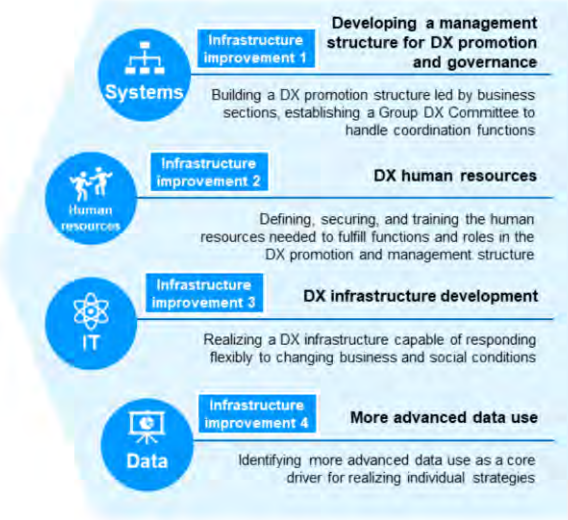 Systems
Infrastructure
improvement 1
Developing a management
structure for DX promotion
and governance
Building a DX promotion structure led by business
sections, establishing a Group DX Committee to
handle coordination functions
Human
resources
Infrastructure
improvement 2
DX human resources
Defining, securing, and training the human
resources needed to fulfill functions and roles in the
DX promotion and management structure
IT
Infrastructure
improvement 3
DX infrastructure development
Realizing a DX infrastructure capable of responding
flexibly to changing business and social conditions
Data
Infrastructure
improvement 4
More advanced data use
Identifying more advanced data use as a core
driver for realizing individual strategies